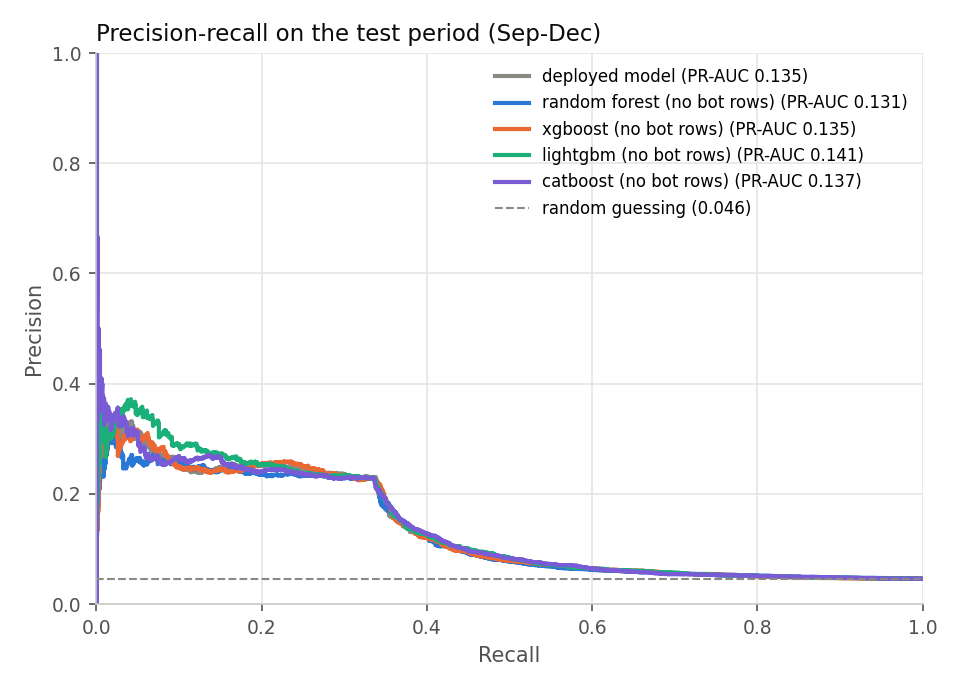 Precision-recall on the test period (Sep-Dec)
1.0
0.8
0.6
0.4
0.2
0.0
Precision
deployed model (PR-AUC 0.135)
random forest (no bot rows) (PR-AUC 0.131)
xgboost (no bot rows) (PR-AUC 0.135)
lightgbm (no bot rows) (PR-AUC 0.141)
catboost (no bot rows) (PR-AUC 0.137)
random guessing (0.046)
0.0 0.2 0.4 0.6 0.8 1.0
Recall